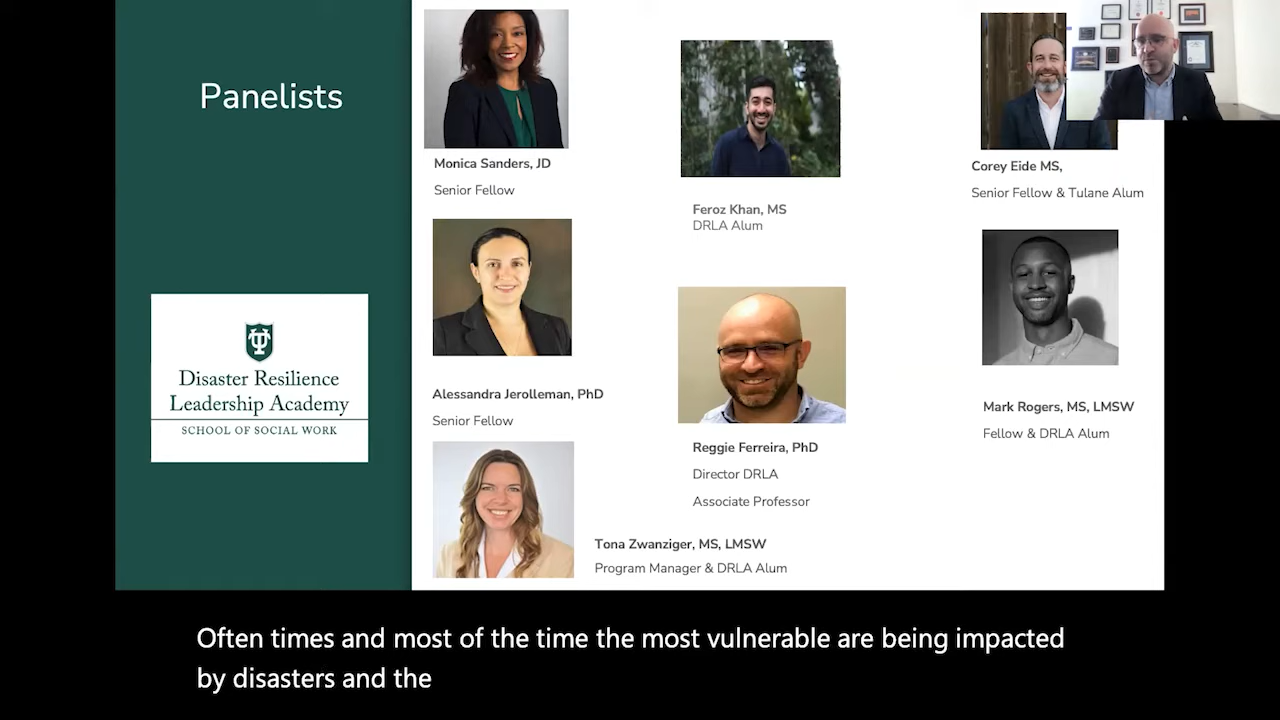 Panelists
Disaster Resilience
Leadership Academy
SCHOOL OF SOCIAL WORK
Monica Sanders, JD
Senior Fellow
Feroz Khan, MS
DRLA Alum
Corey Eide MS,
Senior Fellow & Tulane Alum
Alessandra Jerolleman, PhD
Senior Fellow
Reggie Ferreira, PhD
Director DRLA
Associate Professor
Mark Rogers, MS, LMSW
Fellow & DRLA Alum
Tona Zwanziger, MS, LMSW
Program Manager & DRLA Alum
Often times and most of the time the most vulnerable are being impacted
by disasters and the